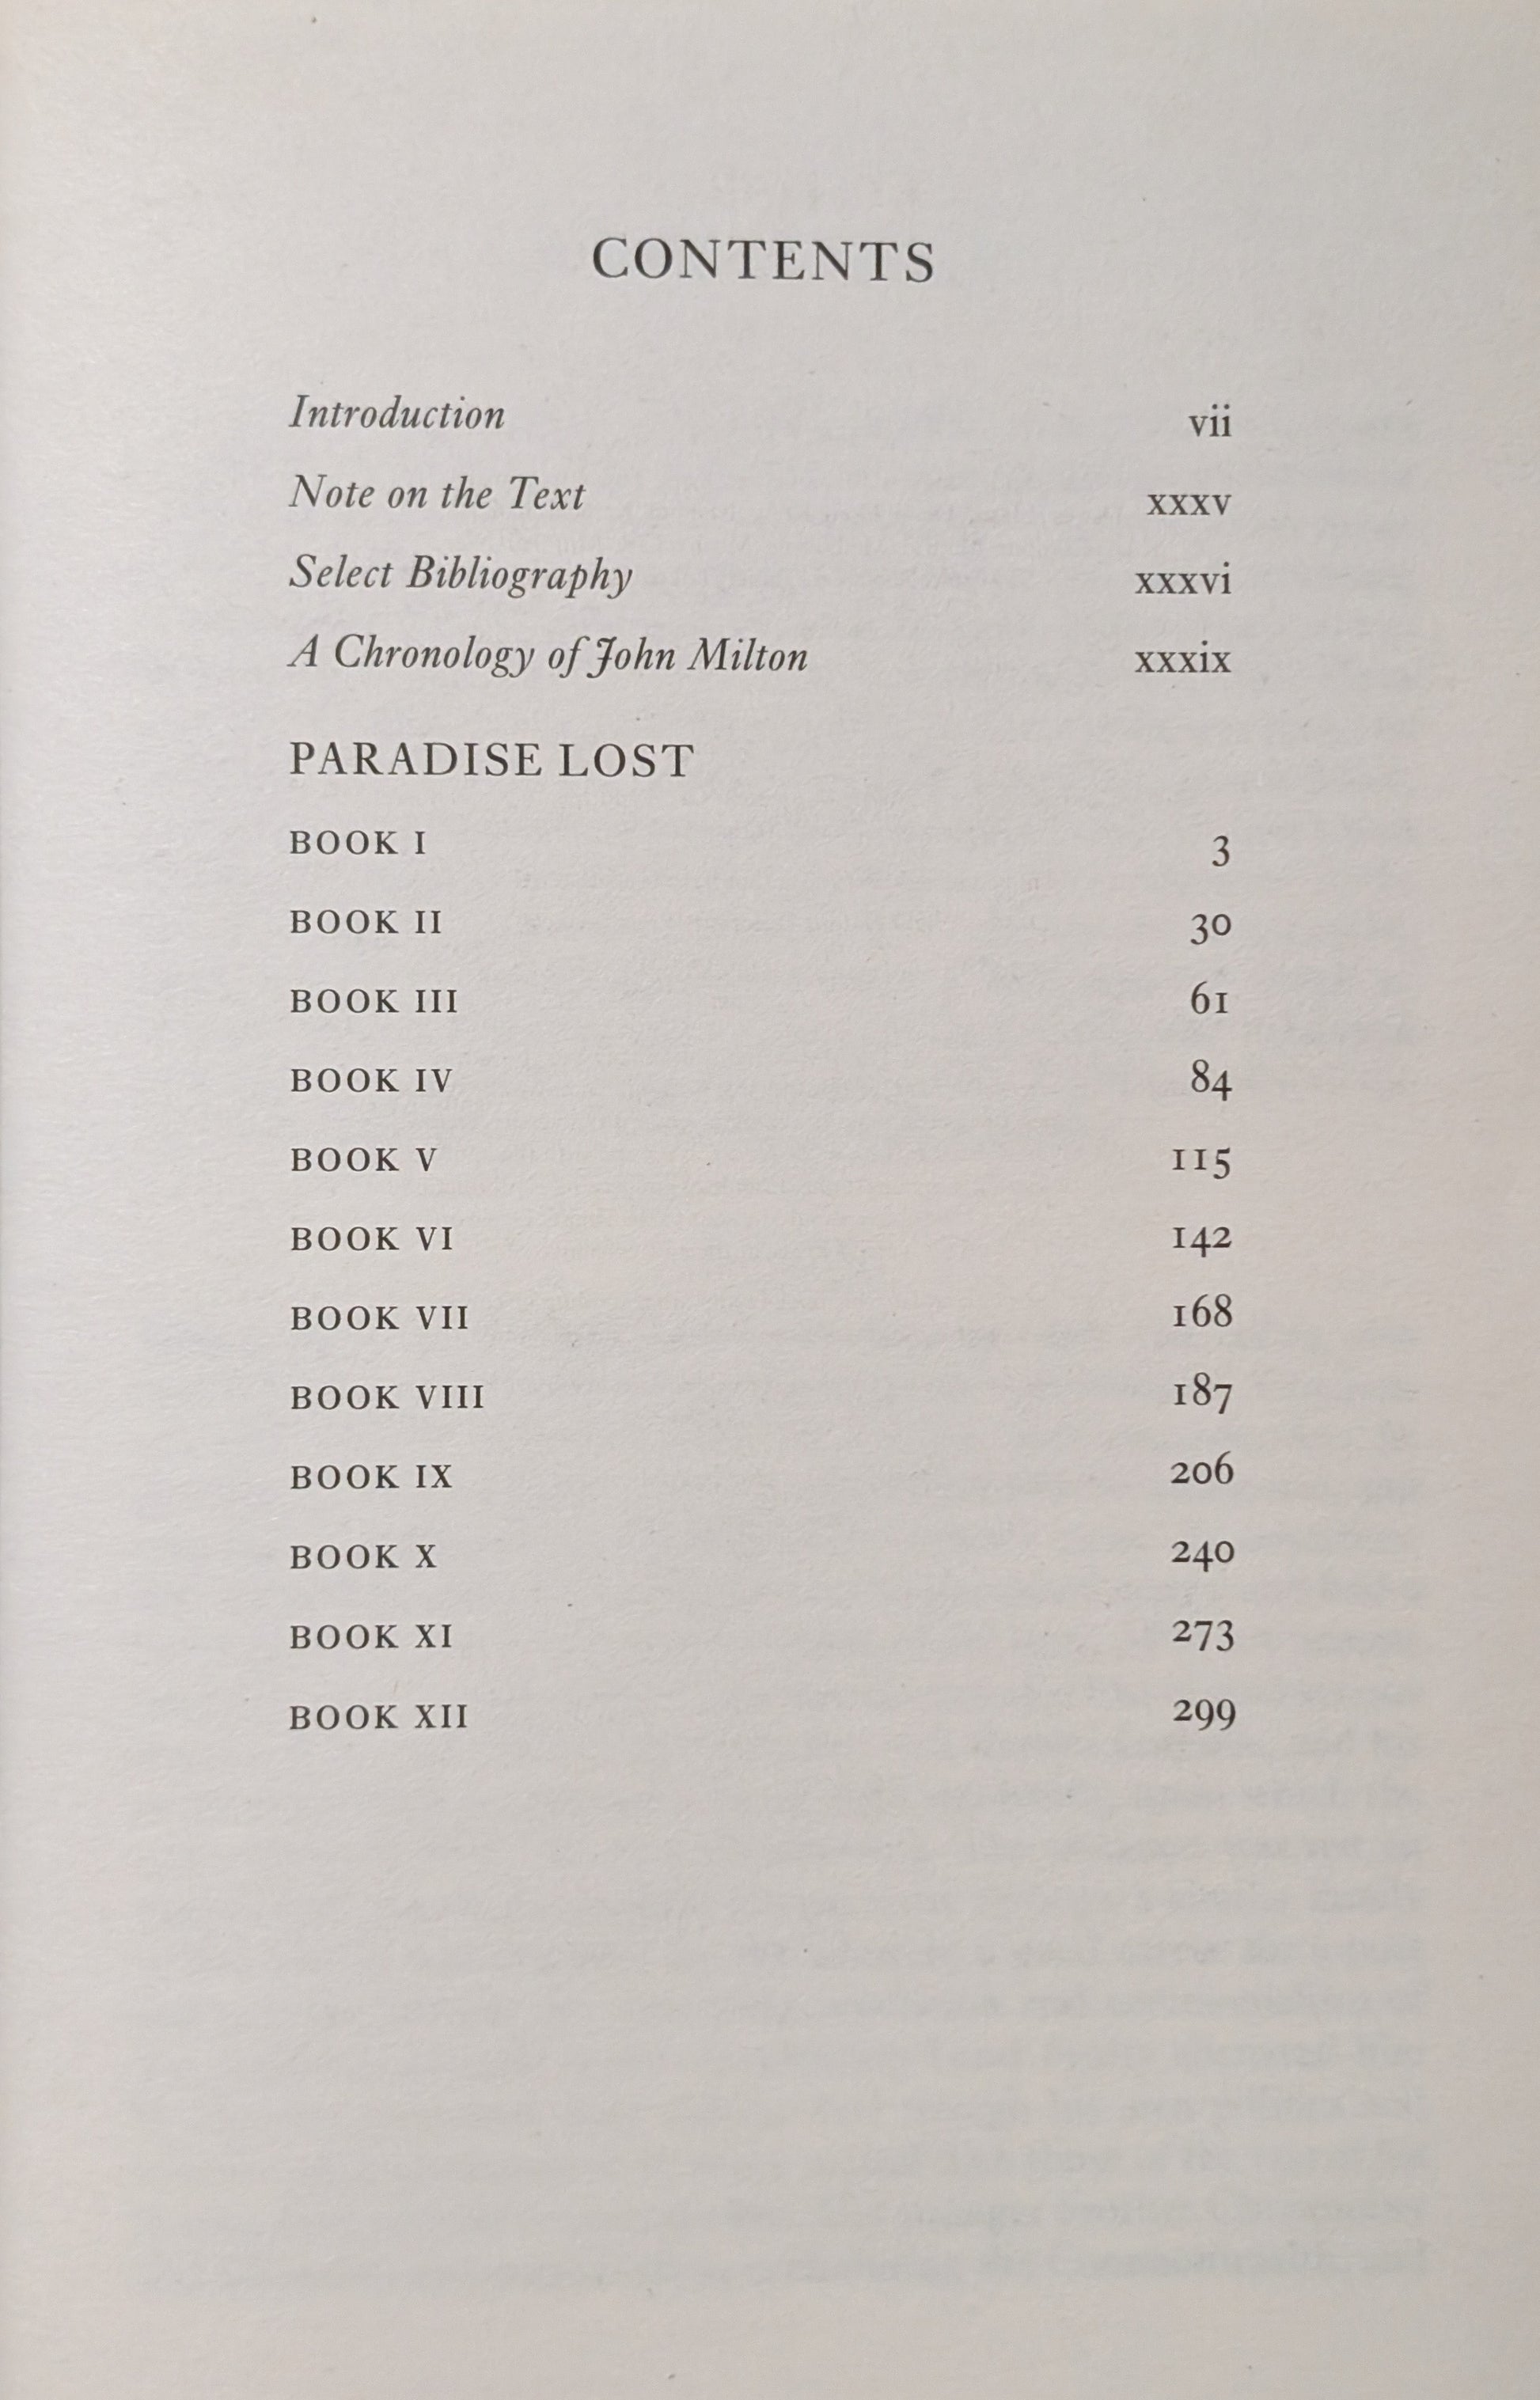 CONTENTS
Introduction vii
Note on the Text xxxv
Select Bibliography xxxvi
A Chronology of John Milton xxxix
PARADISE LOST
BOOK I 3
BOOK II 30
BOOK III 61
BOOK IV 84
BOOK V 115
BOOK VI 142
BOOK VII 168
BOOK VIII 187
BOOK IX 206
BOOK X 240
BOOK XI 273
BOOK XII 299